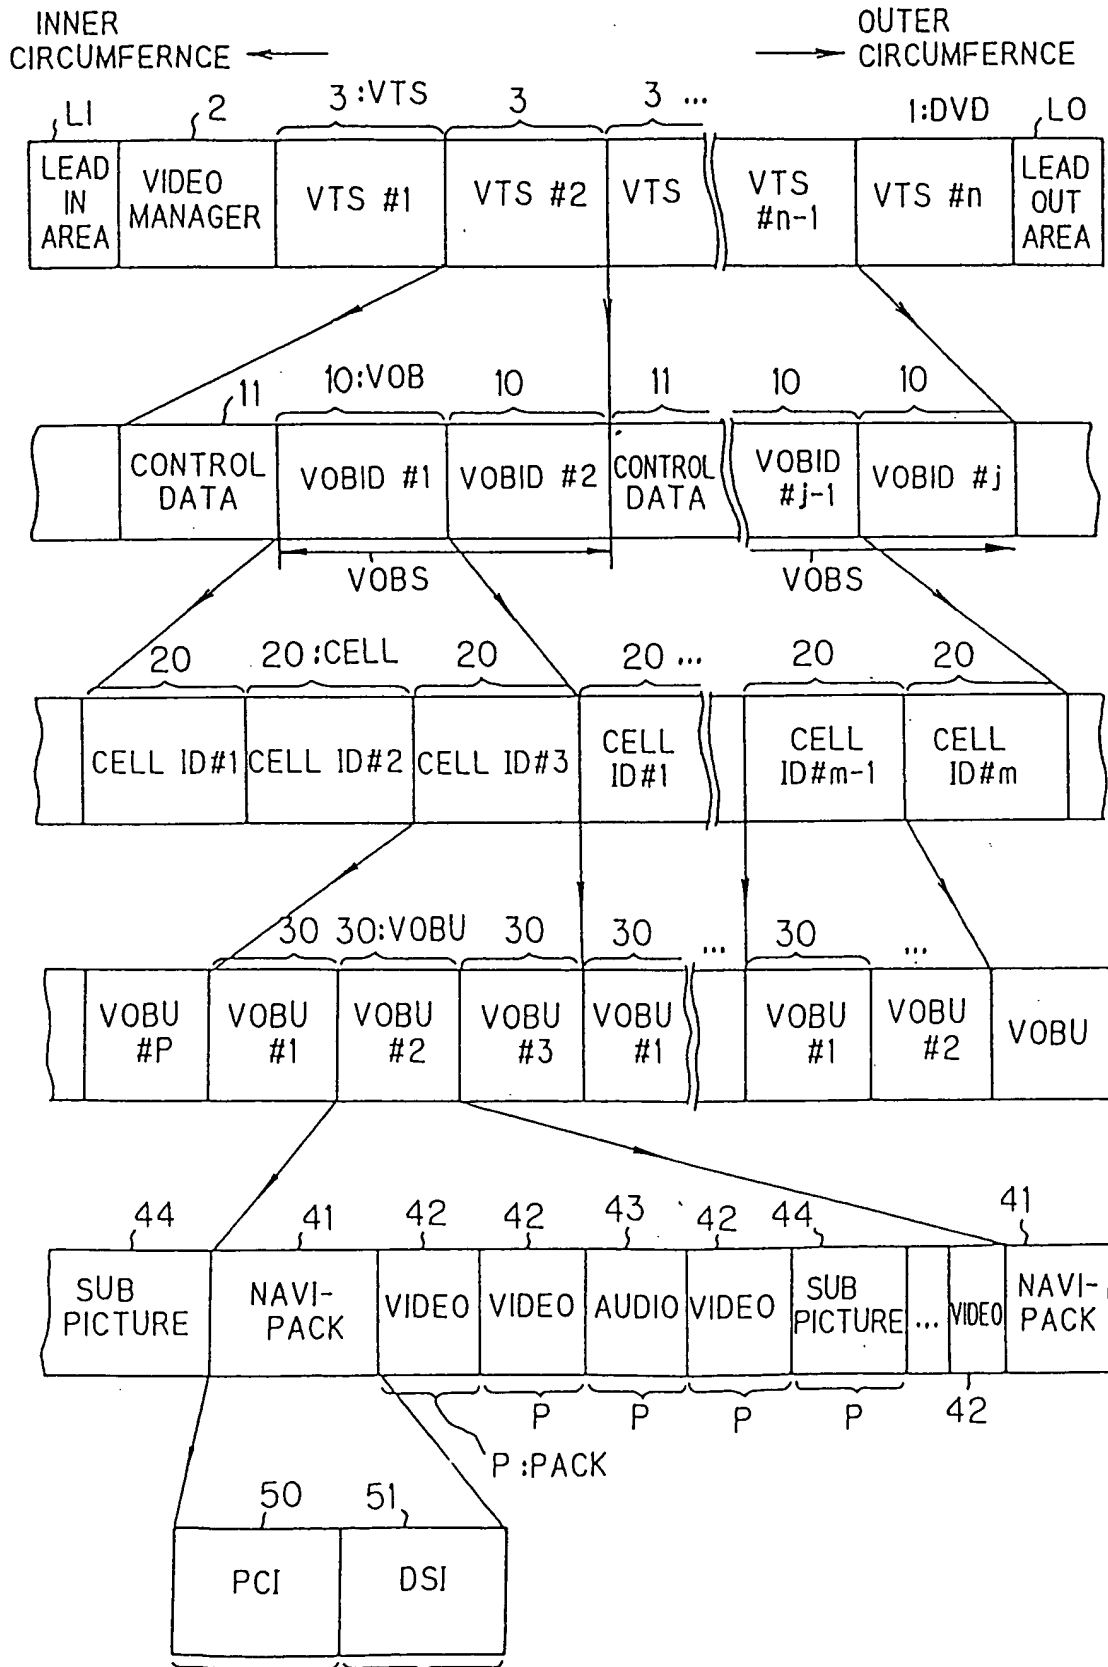 INNER
CIRCUMFERNCE
OUTER
CIRCUMFERNCE
LI
2
3:VTS
3
3 ...
1:DVD
LO
LEAD
IN
AREA
VIDEO
MANAGER
VTS #1
VTS #2
VTS
VTS
#n-1
VTS #n
LEAD
OUT
AREA
11
10:VOB
10
11
10
10
CONTROL
DATA
VOBID #1
VOBID #2
CONTROL
DATA
VOBID
#j-1
VOBID #j
VOBS
VOBS
20
20:CELL
20
20 ...
20
20
CELL ID#1
CELL ID#2
CELL ID#3
CELL
ID#1
CELL
ID#m-1
CELL
ID#m
30
30:VOBU
30
30
...
30
...
VOBU
#P
VOBU
#1
VOBU
#2
VOBU
#3
VOBU
#1
VOBU
#1
VOBU
#2
VOBU
44
41
42
42
43
42
44
41
SUB
PICTURE
NAVI-
PACK
VIDEO
VIDEO
AUDIO
VIDEO
SUB
PICTURE
...
VIDEO
NAVI-
PACK
P
P
P
P
42
P:PACK
50
51
PCI
DSI